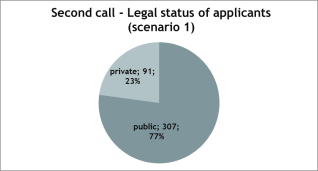 Second call - Legal status of applicants
(scenario 1)
private; 91;
23%
public; 307;
77%